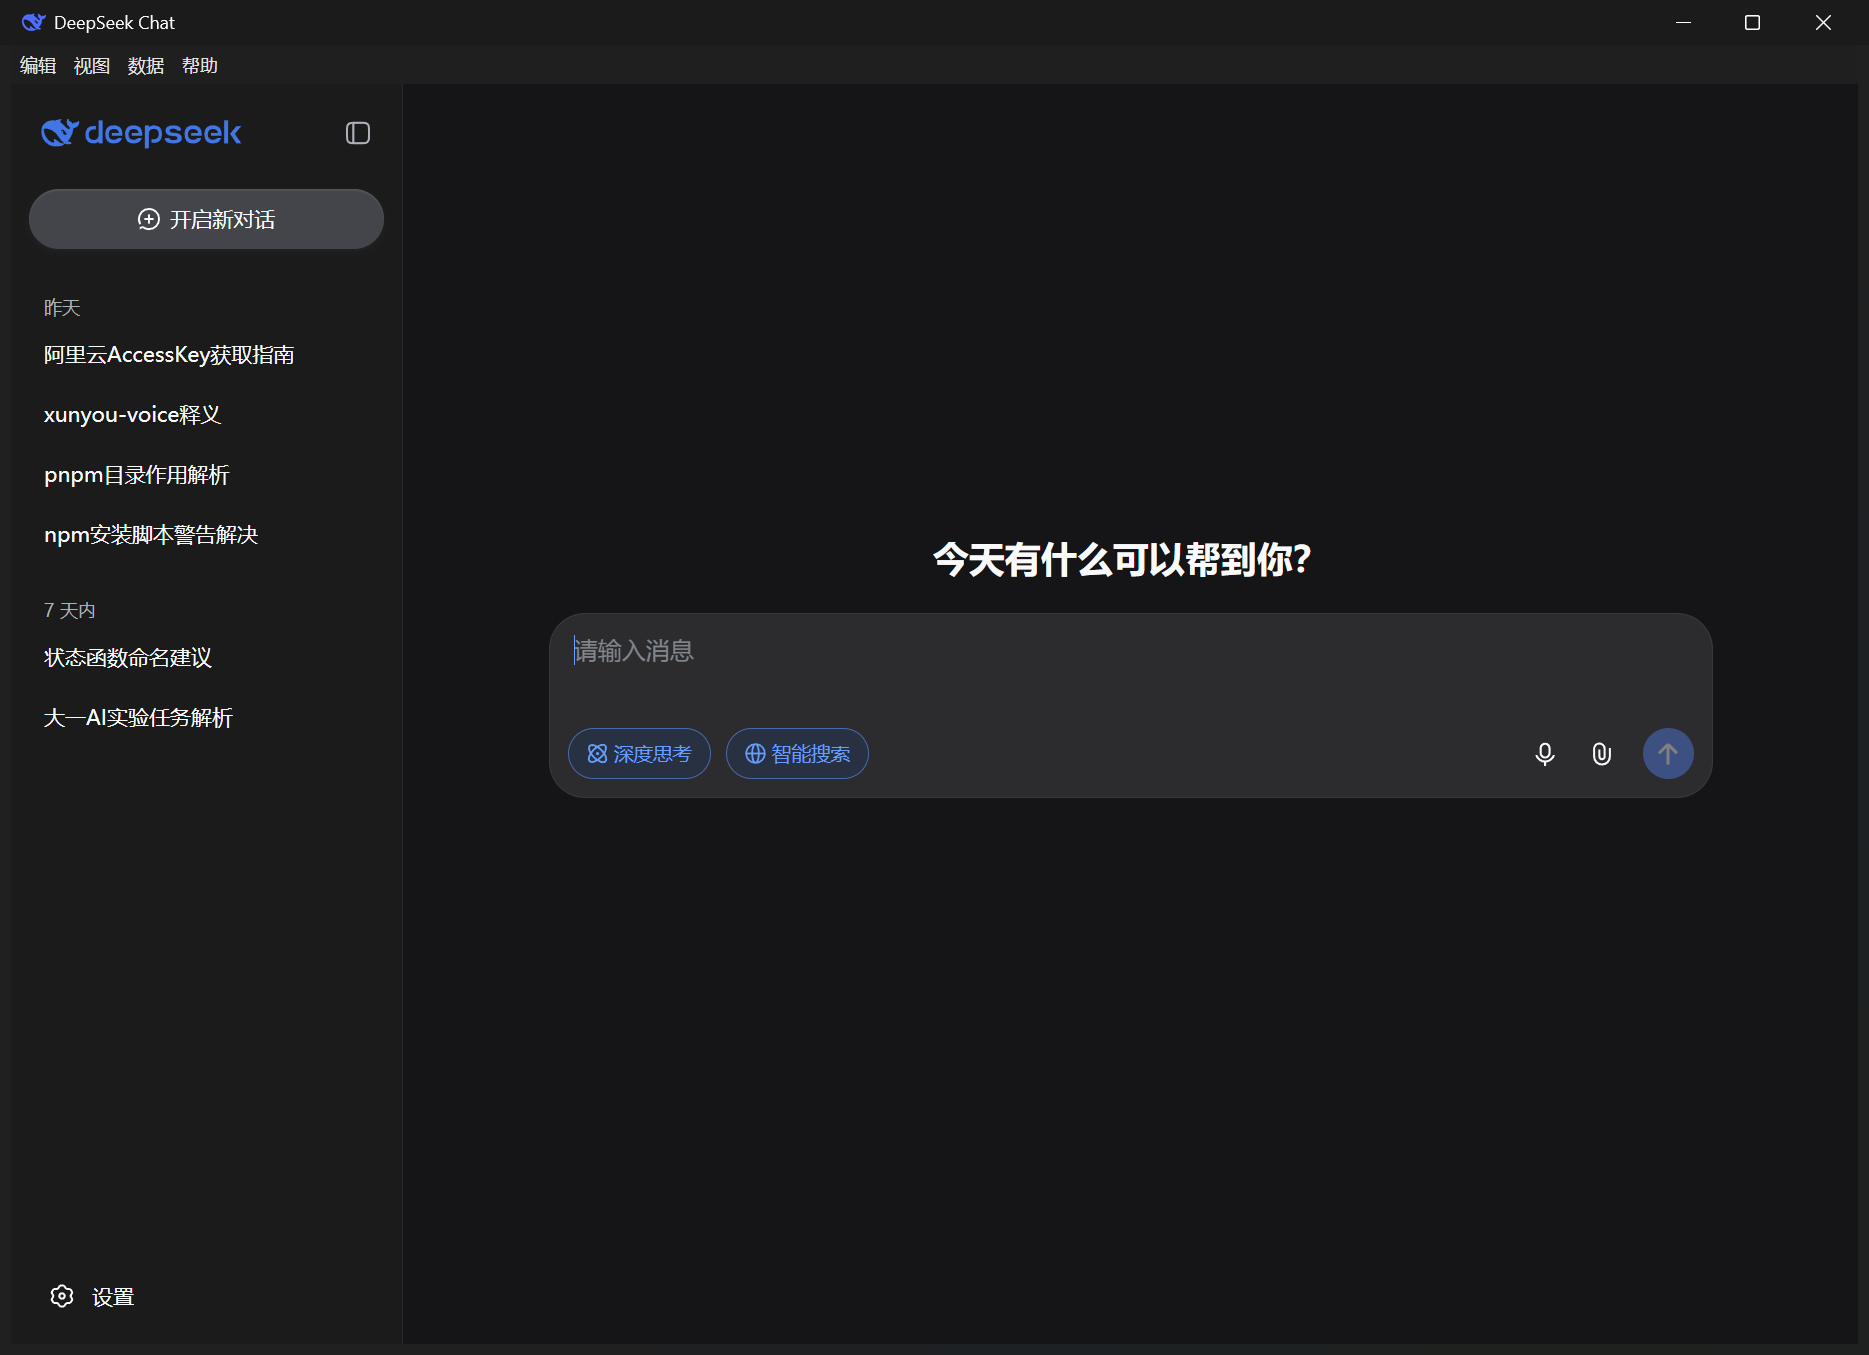 DeepSeek Chat
编辑 视图 数据 帮助
deepseek
开启新对话
昨天
阿里云AccessKey获取指南
xunyou-voice释义
pnpm目录作用解析
npm安装脚本警告解决
7 天内
状态函数命名建议
大一AI实验任务解析
设置
今天有什么可以帮到你?
请输入消息
深度思考 智能搜索